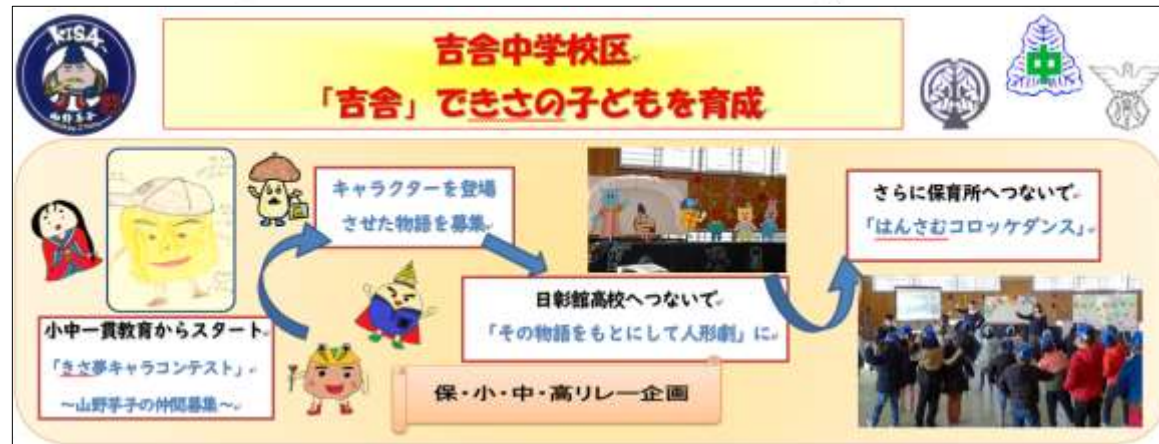 KISA
山野芋子
吉舎中学校区
「吉舎」できさの子どもを育成
中
キャラクターを登場
させた物語を募集
さらに保育所へつないで
「はんさむコロッケダンス」
小中一貫教育からスタート
「きさ夢キャラコンテスト」
～山野芋子の仲間募集～
日彰館高校へつないで
「その物語をもとにして人形劇」に
保・小・中・高リレー企画